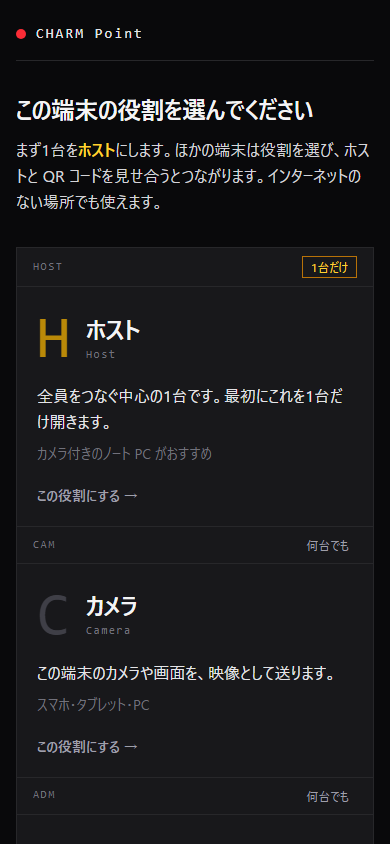 CHARM Point
この端末の役割を選んでください
まず1台をホストにします。ほかの端末は役割を選び、ホス
トと QR コードを見せ合うとつながります。インターネットの
ない場所でも使えます。
HOST
1台だけ
H
ホスト
Host
全員をつなぐ中心の1台です。最初にこれを1台だ
け開きます。
カメラ付きのノート PC がおすすめ
この役割にする →
CAM
何台でも
C
カメラ
Camera
この端末のカメラや画面を、映像として送ります。
スマホ・タブレット・PC
この役割にする →
ADM
何台でも